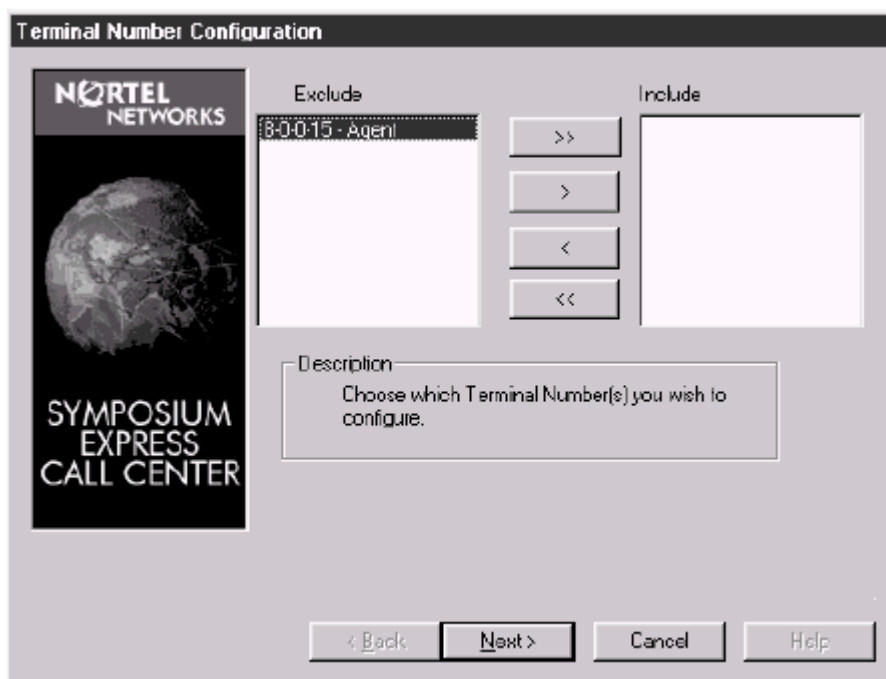 Terminal Number Configuration
NORTEL
NETWORKS
SYMPOSIUM
EXPRESS
CALL CENTER
Exclude
8-0-0-15 - Agent
>>
>
<
<<
Include
Description
Choose which Terminal Number(s) you wish to
configure.
< Back
Next >
Cancel
Help